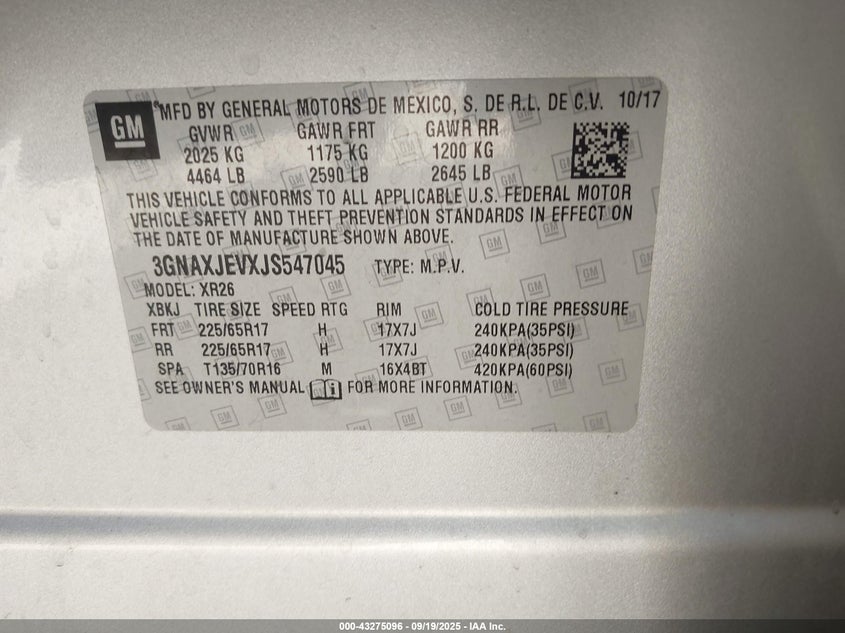 GM
®MFD BY GENERAL MOTORS DE MEXICO, S. DE R.L. DE C.V. 10/17
GVWR GAWR FRT GAWR RR
2025 KG 1175 KG 1200 KG
4464 LB 2590 LB 2645 LB
THIS VEHICLE CONFORMS TO ALL APPLICABLE U.S. FEDERAL MOTOR
VEHICLE SAFETY AND THEFT PREVENTION STANDARDS IN EFFECT ON
THE DATE OF MANUFACTURE SHOWN ABOVE.
3GNAXJEVXJS547045 TYPE: M.P.V.
MODEL: XR26
XBKJ TIRE SIZE SPEED RTG RIM COLD TIRE PRESSURE
FRT 225/65R17 H 17X7J 240KPA(35PSI)
RR 225/65R17 H 17X7J 240KPA(35PSI)
SPA T135/70R16 M 16X4BT 420KPA(60PSI)
SEE OWNER'S MANUAL FOR MORE INFORMATION.
000-43275096 - 09/19/2025 - IAA Inc.